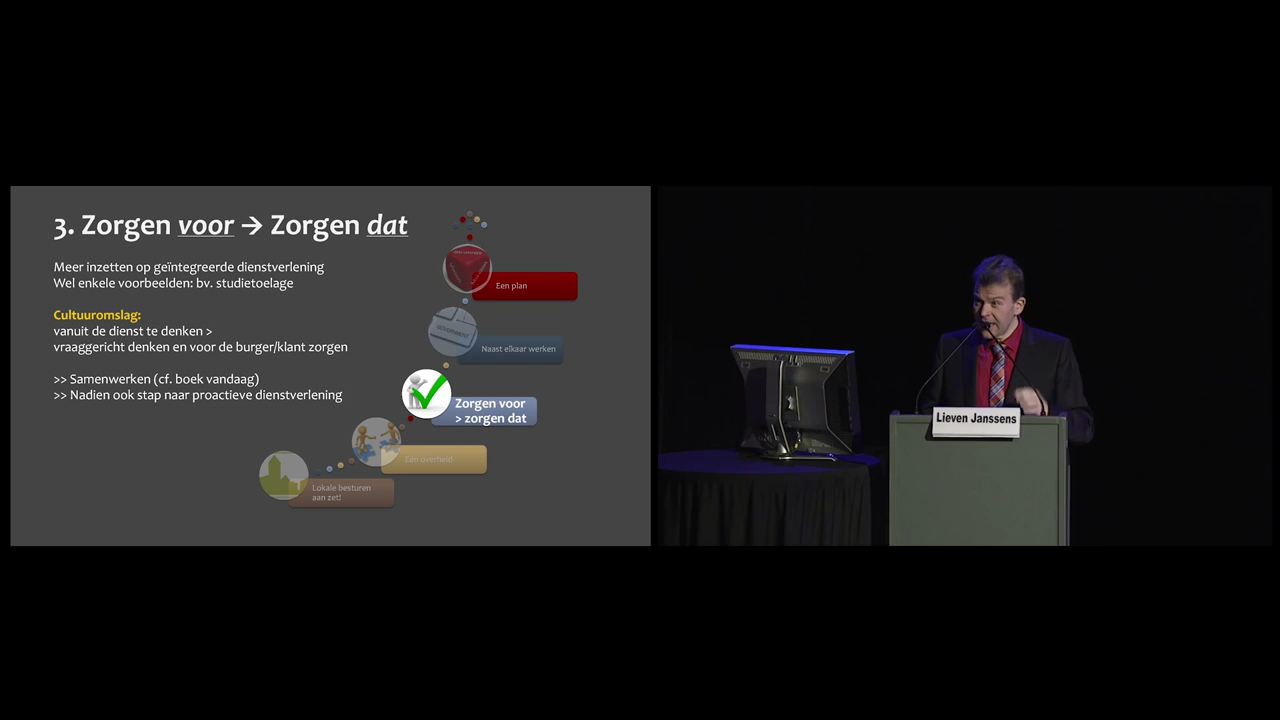 3. Zorgen voor → Zorgen dat
Meer inzetten op geïntegreerde dienstverlening
Wel enkele voorbeelden: bv. studietoelage
Cultuuromslag:
vanuit de dienst te denken >
vraaggericht denken en voor de burger/klant zorgen
>> Samenwerken (cf. boek vandaag)
>> Nadien ook stap naar proactieve dienstverlening
Een plan
GOVERNMENT
Naast elkaar werken
Zorgen voor
> zorgen dat
Een overheid
Lokale besturen
aan zet!
Lieven Janssens